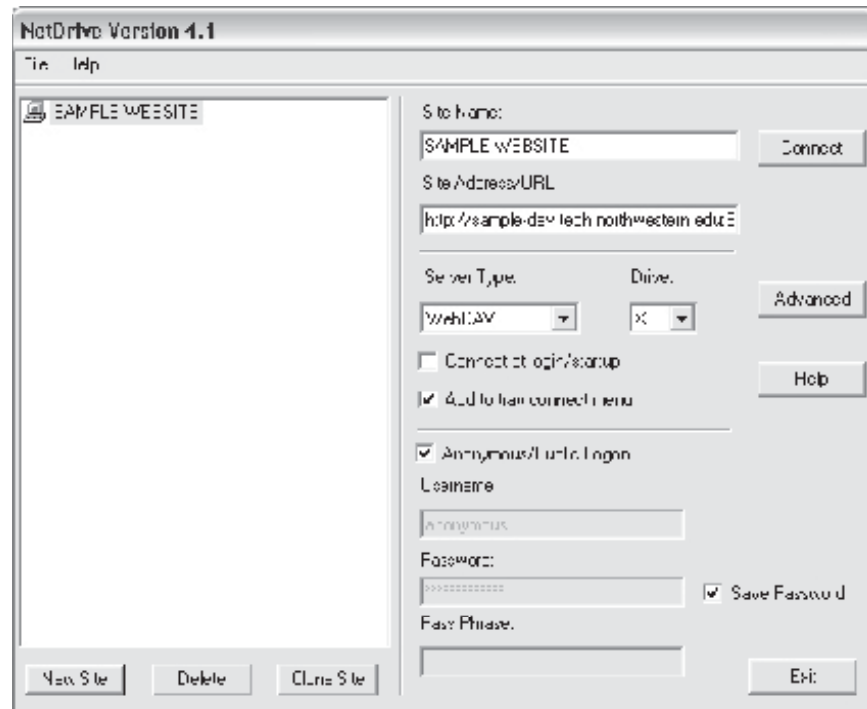 NetDrive Version 4.1
File Help
SAMPLE WEBSITE
Site Name:
SAMPLE WEBSITE
Connect
Site Address/URL
http://sample-dev.tech.northwestern.edu:8
Server Type:
Drive:
Advanced
WebDAV
X
Connect at login/startup
Help
Add to tray connect menu
Anonymous/Public Logon
Username
anonymous
Password:
Save Password
Pass Phrase:
New Site
Delete
Clone Site
Exit